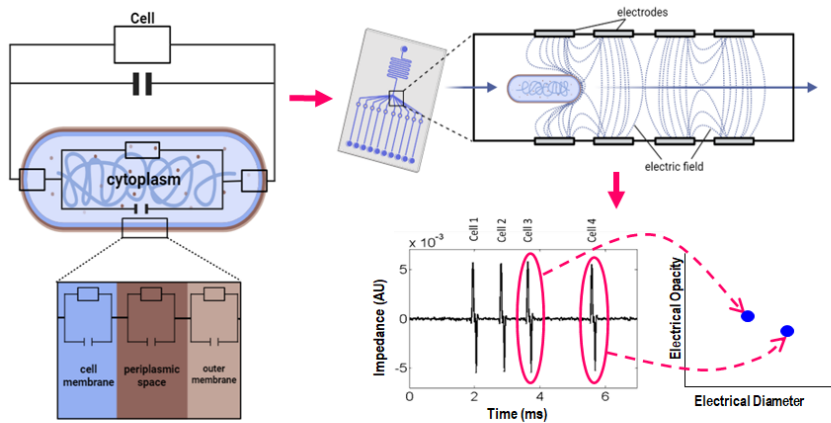 Cell
cytoplasm
cell
membrane
periplasmic
space
outer
membrane
electrodes
electric field
Cell 1
Cell 2
Cell 3
Cell 4
× 10⁻³
5
0
-5
Impedance (AU)
0
2
4
6
Time (ms)
Electrical Opacity
Electrical Diameter